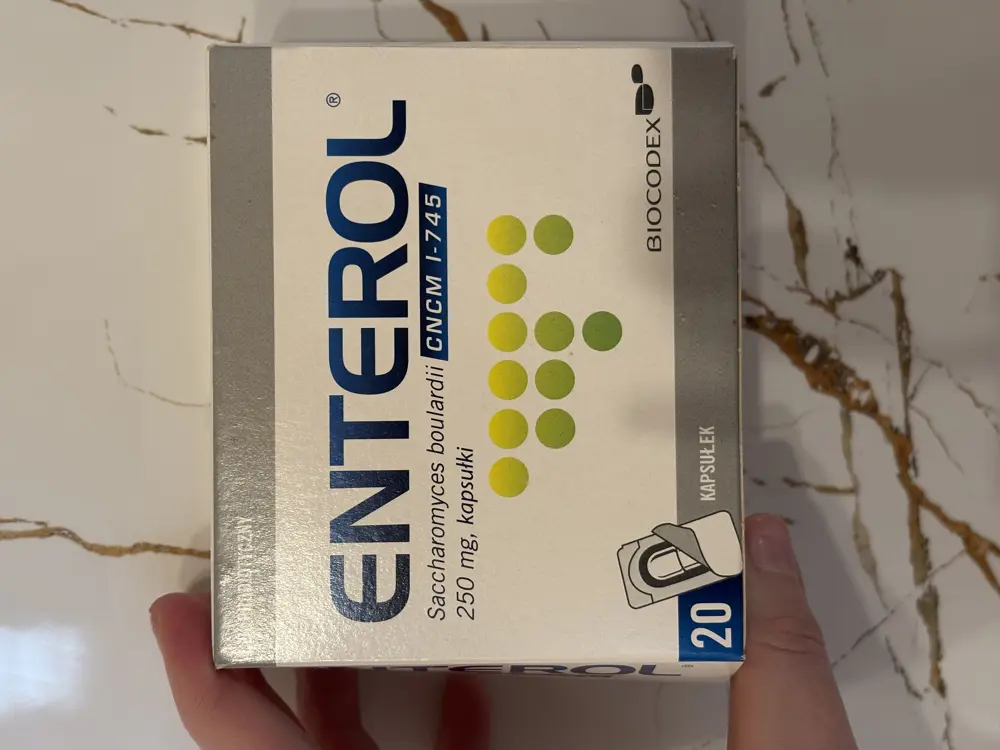 ENTEROL®
Saccharomyces boulardii CNCM I-745
250 mg, kapsułki
BIOCODEX
20 KAPSUŁEK
ENTEROL®